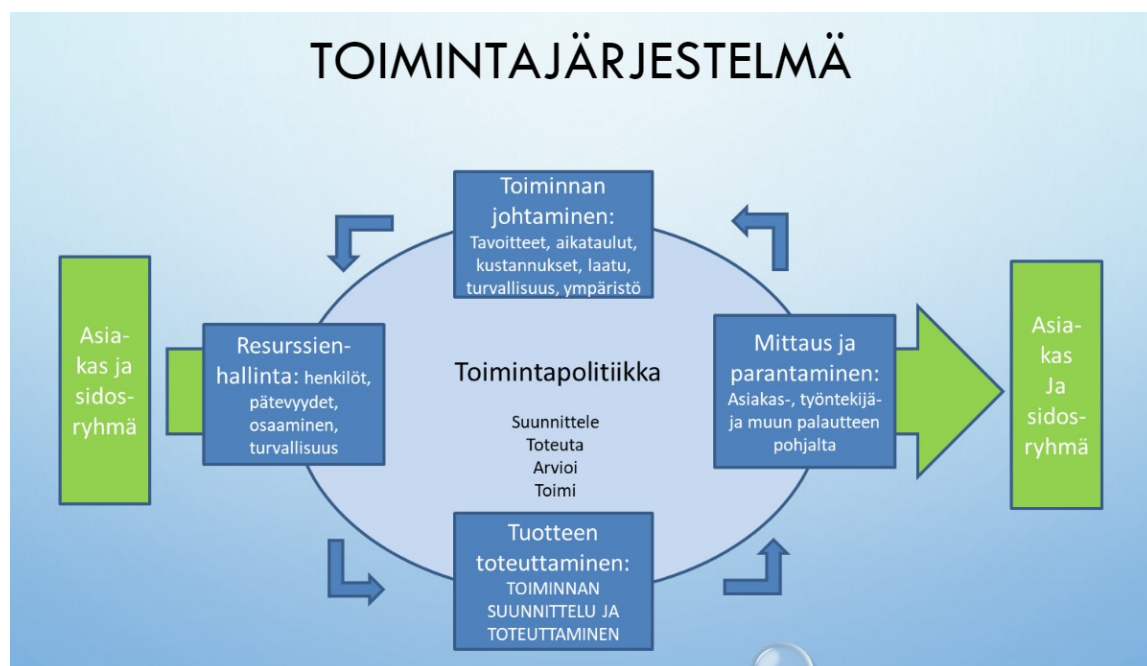 TOIMINTAJÄRJESTELMÄ
Toiminnan
johtaminen:
Tavoitteet, aikataulut,
kustannukset, laatu,
turvallisuus, ympäristö
Asia-
kas ja
sidos-
ryhmä
Resurssien-
hallinta: henkilöt,
pätevyydet,
osaaminen,
turvallisuus
Toimintapolitiikka
Suunnittele
Toteuta
Arvioi
Toimi
Mittaus ja
parantaminen:
Asiakas-, työntekijä-
ja muun palautteen
pohjalta
Asia-
kas
Ja
sidos-
ryhmä
Tuotteen
toteuttaminen:
TOIMINNAN
SUUNNITTELU JA
TOTEUTTAMINEN